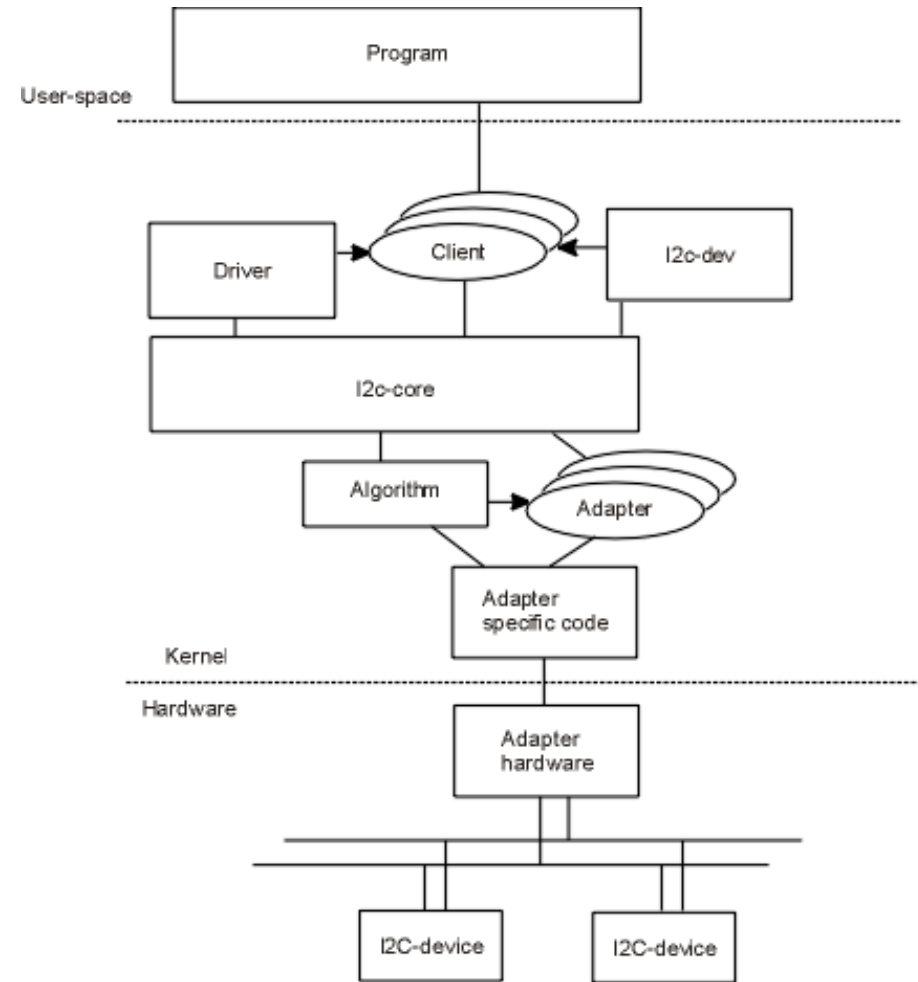 Program
User-space
Driver
Client
I2c-dev
I2c-core
Algorithm
Adapter
Adapter
specific code
Kernel
Hardware
Adapter
hardware
I2C-device
I2C-device